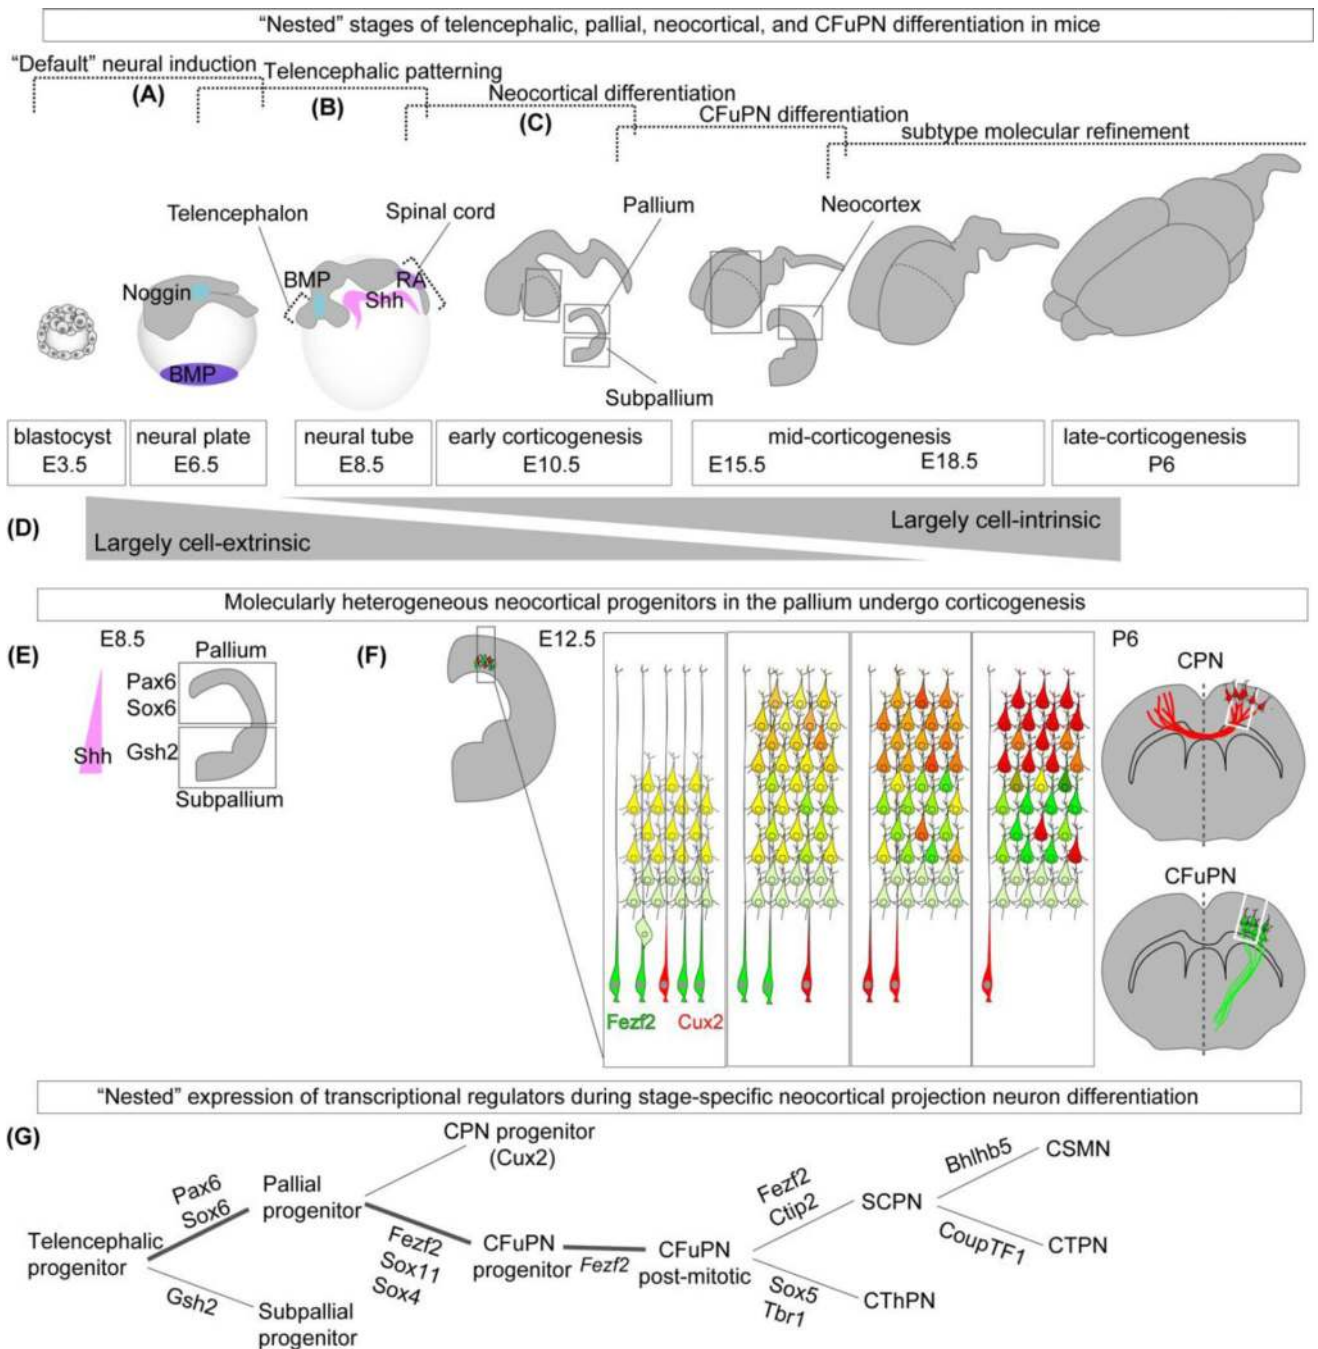 “Nested” stages of telencephalic, pallial, neocortical, and CFuPN differentiation in mice
“Default” neural induction
Telencephalic patterning
(A)
(B)
Neocortical differentiation
(C)
CFuPN differentiation
subtype molecular refinement
Telencephalon
Spinal cord
Pallium
Neocortex
Noggin
BMP
BMP
RA
Shh
Subpallium
blastocyst
E3.5
neural plate
E6.5
neural tube
E8.5
early corticogenesis
E10.5
mid-corticogenesis
E15.5
E18.5
late-corticogenesis
P6
(D)
Largely cell-extrinsic
Largely cell-intrinsic
Molecularly heterogeneous neocortical progenitors in the pallium undergo corticogenesis
(E)
E8.5
Pallium
Pax6
Sox6
Shh
Gsh2
Subpallium
(F)
E12.5
Fezf2
Cux2
P6
CPN
CFuPN
“Nested” expression of transcriptional regulators during stage-specific neocortical projection neuron differentiation
(G)
Telencephalic
progenitor
Pax6
Sox6
Gsh2
Pallial
progenitor
Subpallial
progenitor
CPN progenitor
(Cux2)
Fezf2
Sox11
Sox4
CFuPN
progenitor
Fezf2
CFuPN
post-mitotic
Fezf2
Ctip2
Sox5
Tbr1
SCPN
CThPN
Bhlhb5
CoupTF1
CSMN
CTPN